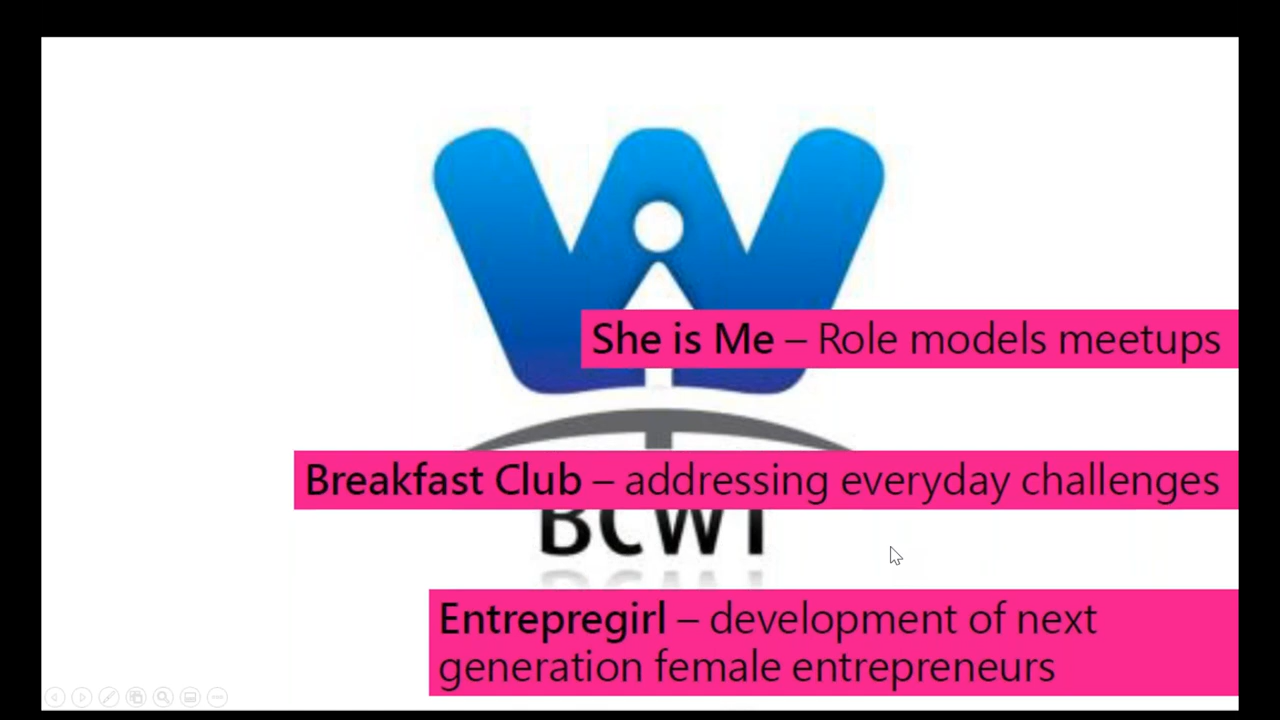 She is Me – Role models meetups
Breakfast Club – addressing everyday challenges
BCWT
Entrepregirl – development of next
generation female entrepreneurs